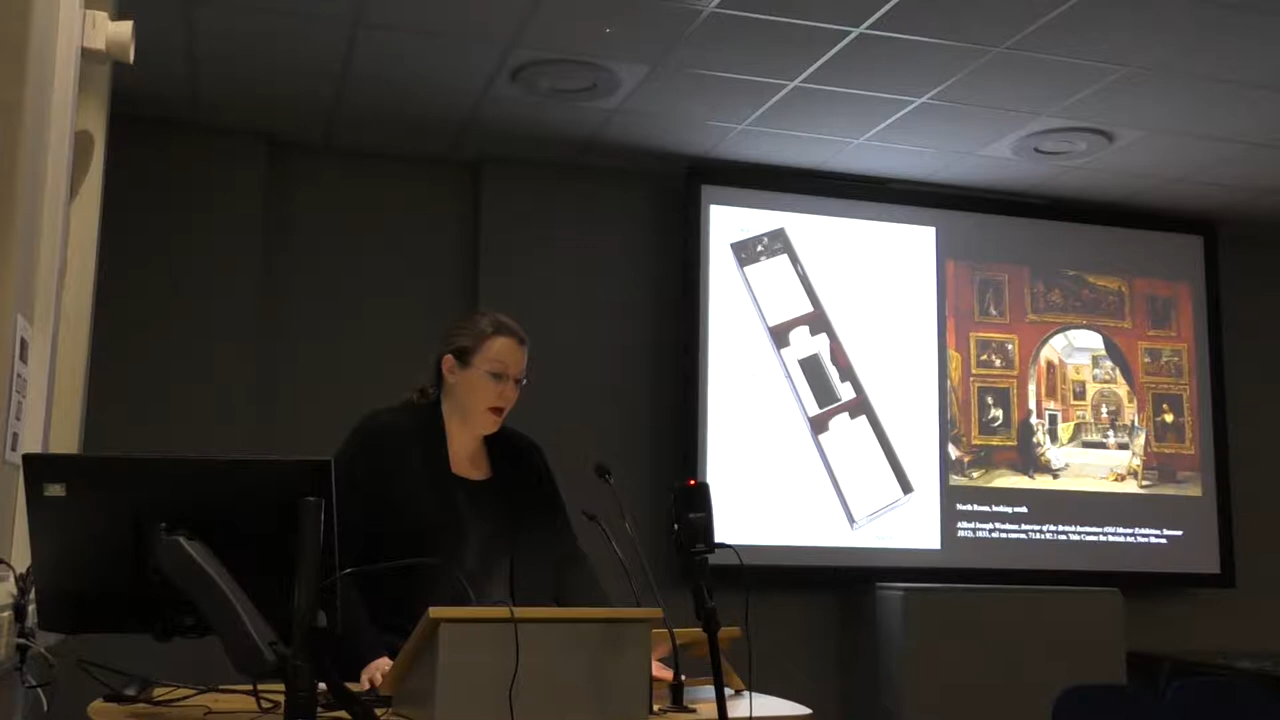 North Room, looking south
Alfred Joseph Woolmer, Interior of the British Institution (Old Master Exhibition, Summer
1832), 1833, oil on canvas, 71.8 x 92.1 cm. Yale Center for British Art, New Haven.